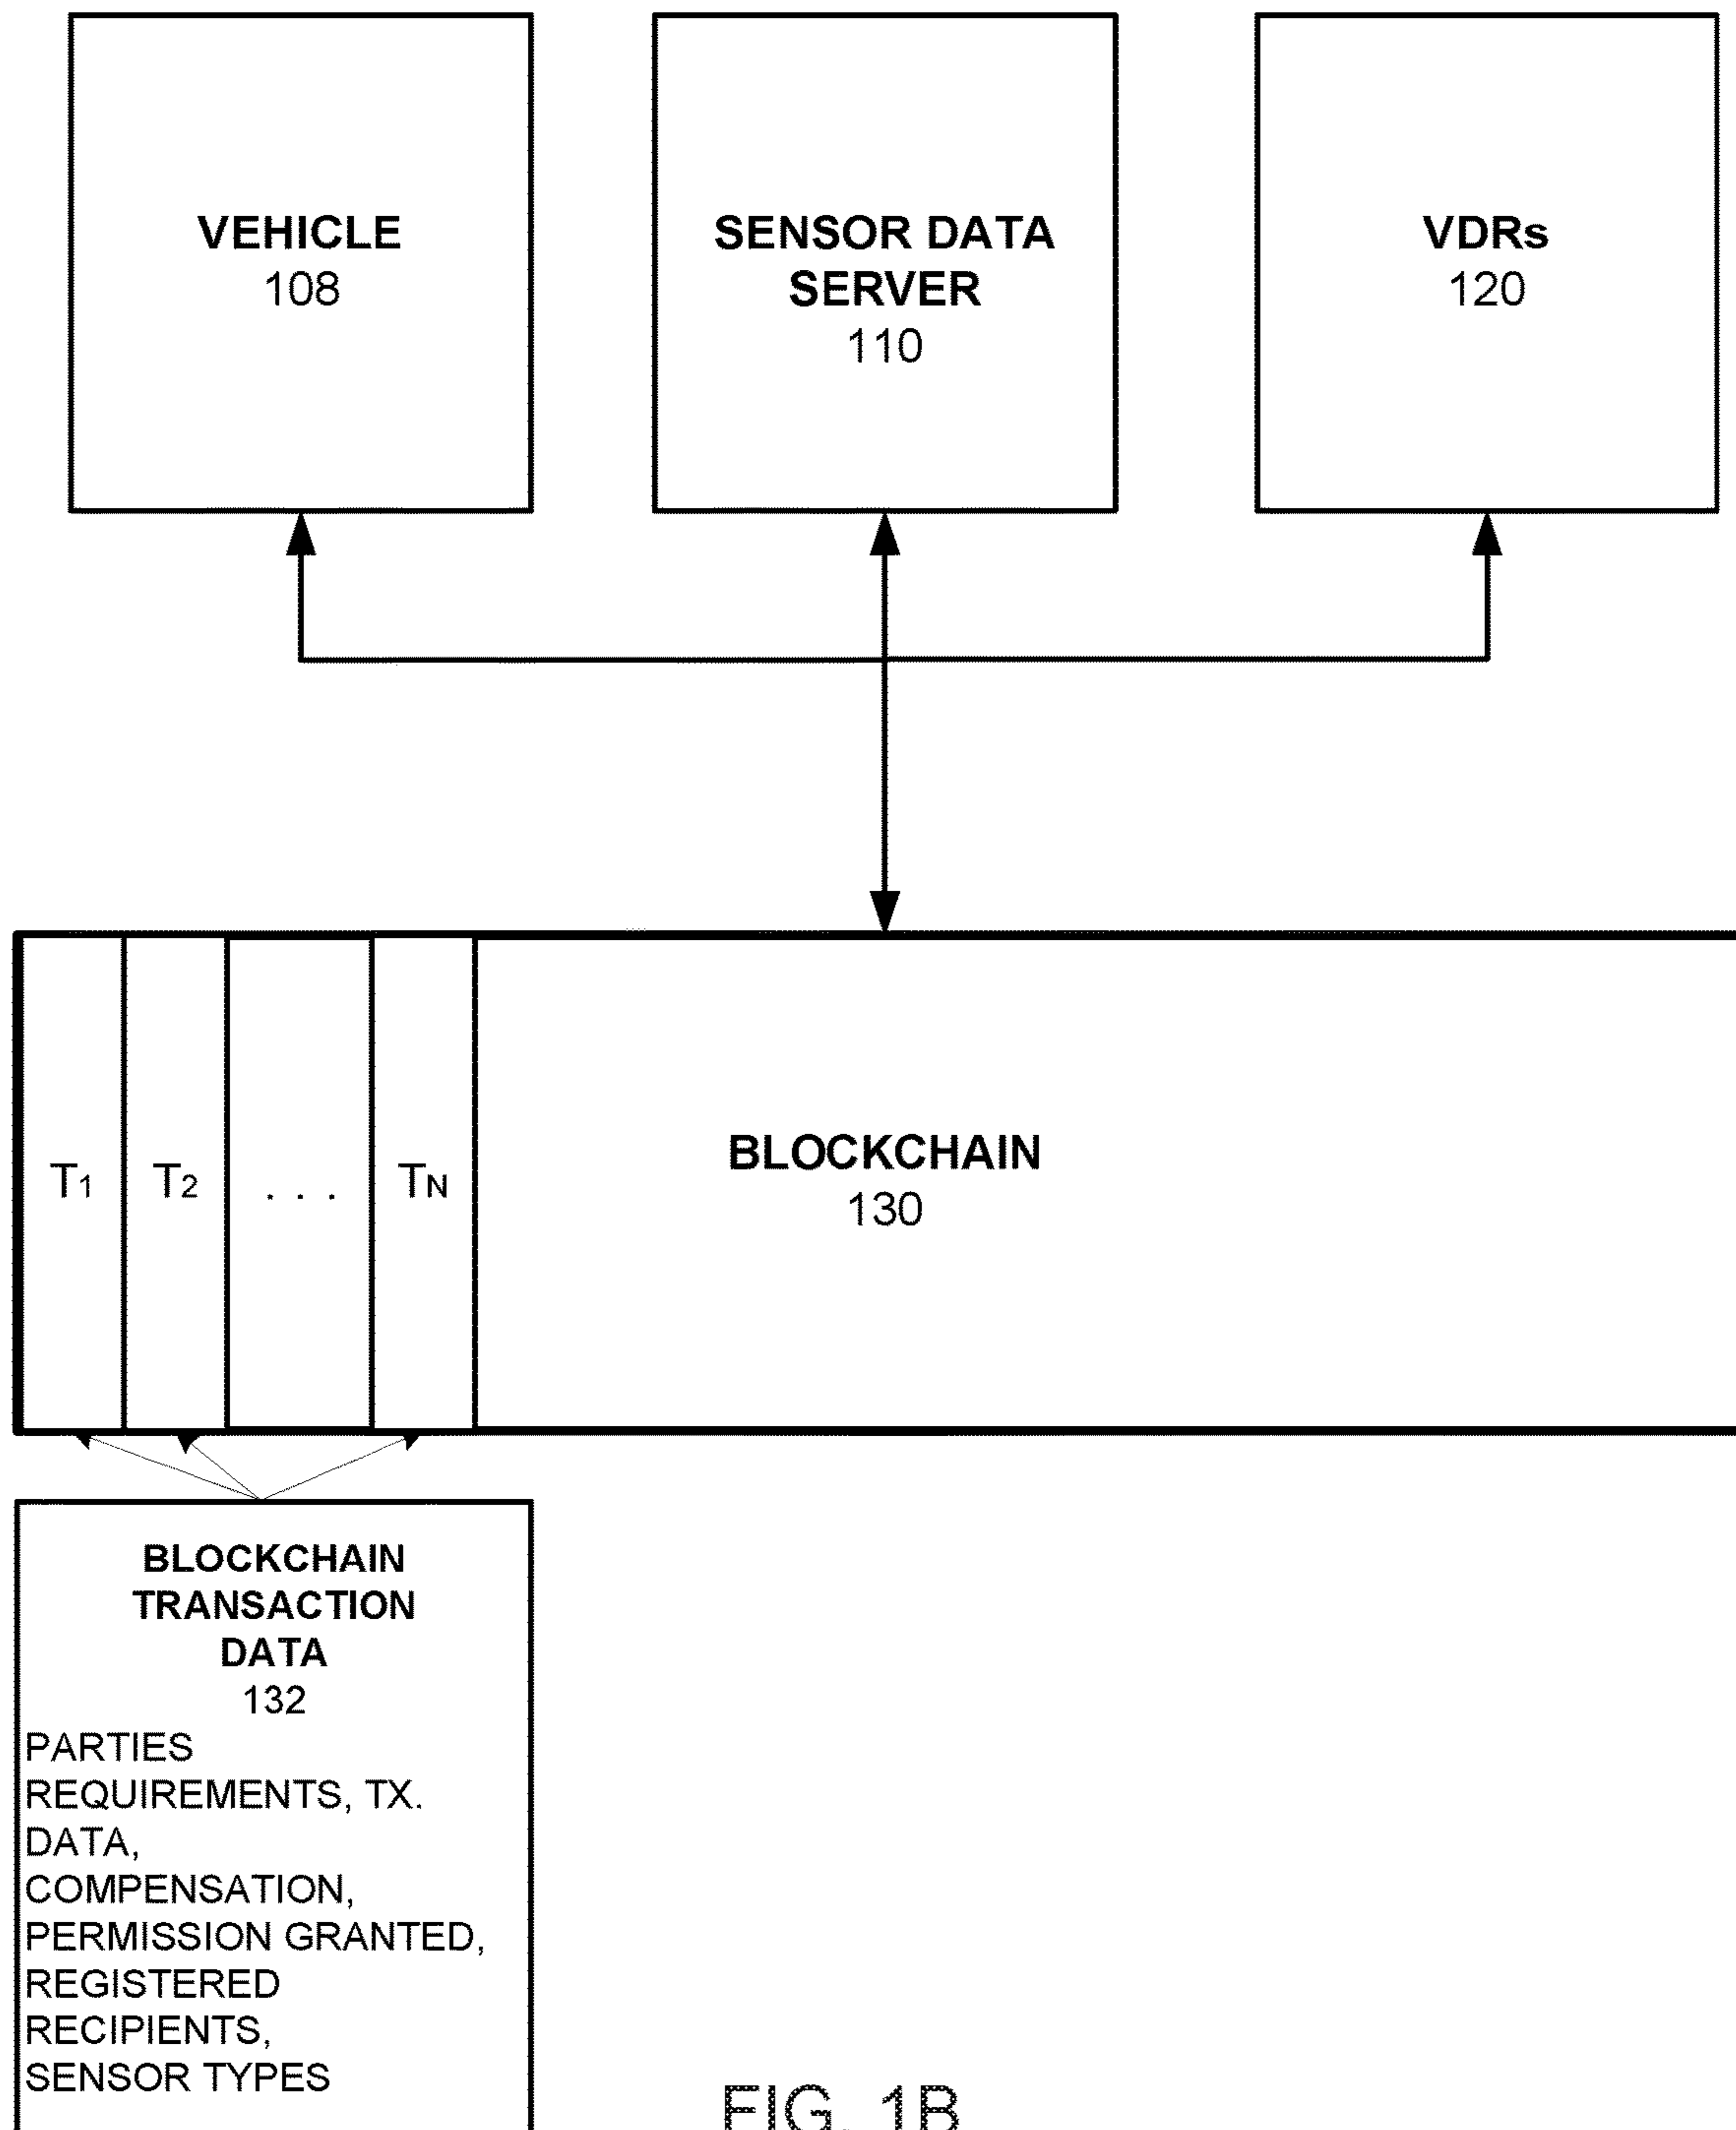 VEHICLE
108
SENSOR DATA
SERVER
110
VDRs
120
T1
T2
. . .
TN
BLOCKCHAIN
130
BLOCKCHAIN
TRANSACTION
DATA
132
PARTIES
REQUIREMENTS, TX.
DATA,
COMPENSATION,
PERMISSION GRANTED,
REGISTERED
RECIPIENTS,
SENSOR TYPES
FIG. 1B